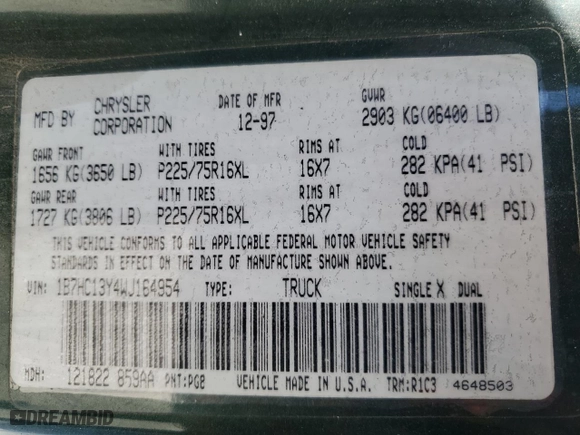 MFD BY CHRYSLER CORPORATION DATE OF MFR 12-97 GVWR 2903 KG(06400 LB)
GAWR FRONT WITH TIRES RIMS AT COLD
1656 KG(3650 LB) P225/75R16XL 16X7 282 KPA(41 PSI)
GAWR REAR WITH TIRES RIMS AT COLD
1727 KG(3806 LB) P225/75R16XL 16X7 282 KPA(41 PSI)
THIS VEHICLE CONFORMS TO ALL APPLICABLE FEDERAL MOTOR VEHICLE SAFETY
STANDARDS IN EFFECT ON THE DATE OF MANUFACTURE SHOWN ABOVE.
VIN: 1B7HC13Y4WJ164954 TYPE: TRUCK SINGLE X DUAL
MDH: 121822 859AA PNT:PG8 VEHICLE MADE IN U.S.A. TRM:R1C3 4648503
DREAMBID